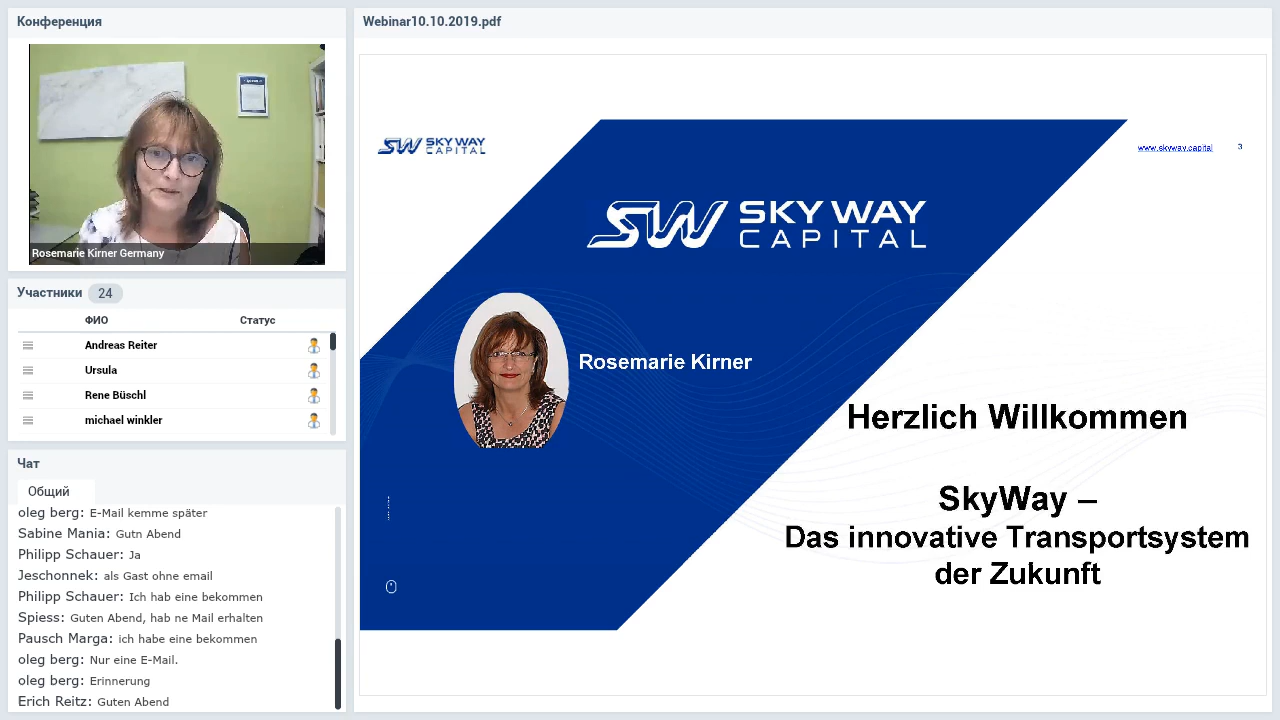 Конференция
Rosemarie Kirner Germany
Участники 24
ФИО Статус
Andreas Reiter
Ursula
Rene Büschl
michael winkler
Чат
Общий
oleg berg: E-Mail kemme später
Sabine Mania: Gutn Abend
Philipp Schauer: Ja
Jeschonnek: als Gast ohne email
Philipp Schauer: Ich hab eine bekommen
Spiess: Guten Abend, hab ne Mail erhalten
Pausch Marga: ich habe eine bekommen
oleg berg: Nur eine E-Mail.
oleg berg: Erinnerung
Erich Reitz: Guten Abend
Webinar10.10.2019.pdf
SW SKY WAY CAPITAL
www.skyway.capital 3
SW SKY WAY
CAPITAL
Rosemarie Kirner
Herzlich Willkommen
SkyWay –
Das innovative Transportsystem
der Zukunft